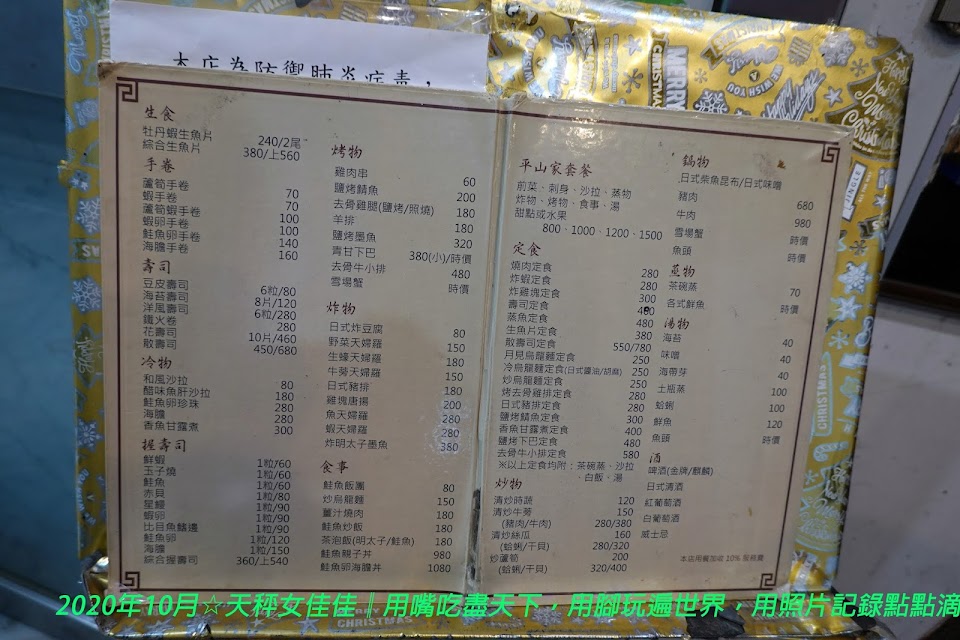 本店為防御肺炎病毒，
生食
牡丹蝦生魚片 240/2尾
綜合生魚片 380/上560
手卷
蘆筍手卷 70
蝦手卷 70
蘆筍蝦手卷 100
蝦卵手卷 100
鮭魚卵手卷 140
海膽手卷 160
壽司
豆皮壽司 6粒/80
海苔壽司 8片/120
洋風壽司 6粒/280
鐵火卷 280
花壽司 10片/460
散壽司 450/680
冷物
和風沙拉 80
醋味魚肝沙拉 180
鮭魚卵珍珠 280
海膽 280
香魚甘露煮 300
握壽司
鮮蝦 1粒/60
玉子燒 1粒/60
鮭魚 1粒/80
赤貝 1粒/90
星鰻 1粒/90
蝦卵 1粒/90
比目魚鰭邊 1粒/120
鮭魚卵 1粒/150
海膽
綜合握壽司 360/上540
烤物
雞肉串 60
鹽烤鯖魚 200
去骨雞腿(鹽烤/照燒) 180
羊排 180
鹽烤墨魚 320
青甘下巴 380(小)/時價
去骨牛小排 480
雪場蟹 時價
炸物
日式炸豆腐 80
野菜天婦羅 150
生蠔天婦羅 180
牛蒡天婦羅 150
日式豬排 180
雞塊唐揚 200
魚天婦羅 280
蝦天婦羅 280
炸明太子墨魚 380
食事
鮭魚飯團 80
炒烏龍麵 150
薑汁燒肉 180
鮭魚炒飯 180
茶泡飯(明太子/鮭魚) 180
鮭魚親子丼 980
鮭魚卵海膽丼 1080
平山家套餐
前菜、刺身、沙拉、蒸物
炸物、烤物、食事、湯
甜點或水果
800、1000、1200、1500
定食
燒肉定食 280
炸蝦定食 280
炸雞塊定食 300
壽司定食 480
蒸魚定食 480
生魚片定食 380
散壽司定食 550/780
月見烏龍麵定食 250
冷烏龍麵定食(日式醬油/胡麻) 250
炒烏龍麵定食 250
烤去骨雞腿定食 280
日式豬排定食 280
鹽烤鯖魚定食 300
香魚甘露煮定食 400
鹽烤下巴定食 480
去骨牛小排定食 580
※以上定食均附：茶碗蒸、沙拉
白飯、湯
炒物
清炒時蔬 120
清炒牛蒡 150
(豬肉/牛肉) 280/380
清炒絲瓜 160
(蛤蜊/干貝) 280/320
炒蘆筍 200
(蛤蜊/干貝) 320/400
鍋物
日式柴魚昆布/日式味噌
豬肉 680
牛肉 980
雪場蟹 時價
魚頭 時價
蒸物
茶碗蒸 70
各式鮮魚 時價
湯物
海苔 40
味噌 40
海帶芽 40
土瓶蒸 100
蛤蜊 100
鮮魚 120
魚頭 時價
酒
啤酒(金牌/麒麟)
日式清酒
紅葡萄酒
白葡萄酒
威士忌
本店用餐加收 10% 服務費
MERRY
CHRISTMAS
2020年10月☆天秤女佳佳║用嘴吃盡天下，用腳玩遍世界，用照片記錄點點滴